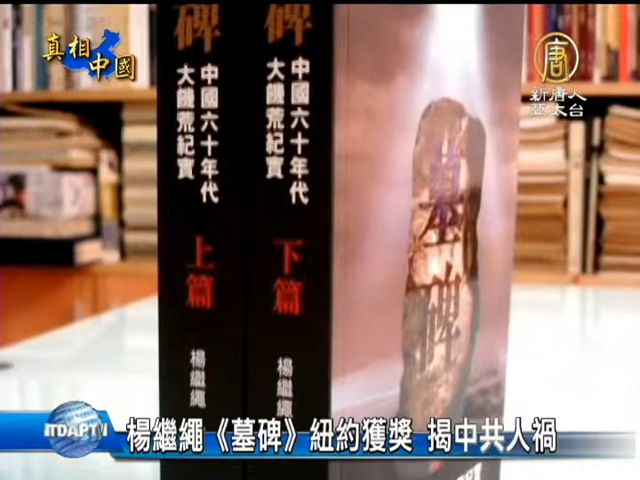 真相
中國
唐
新唐人
亞太台
碑
中國六十年代
大饑荒紀實
上篇
楊繼繩
碑
中國六十年代
大饑荒紀實
下篇
楊繼繩
墓碑
楊繼繩《墓碑》紐約獲獎 揭中共人禍